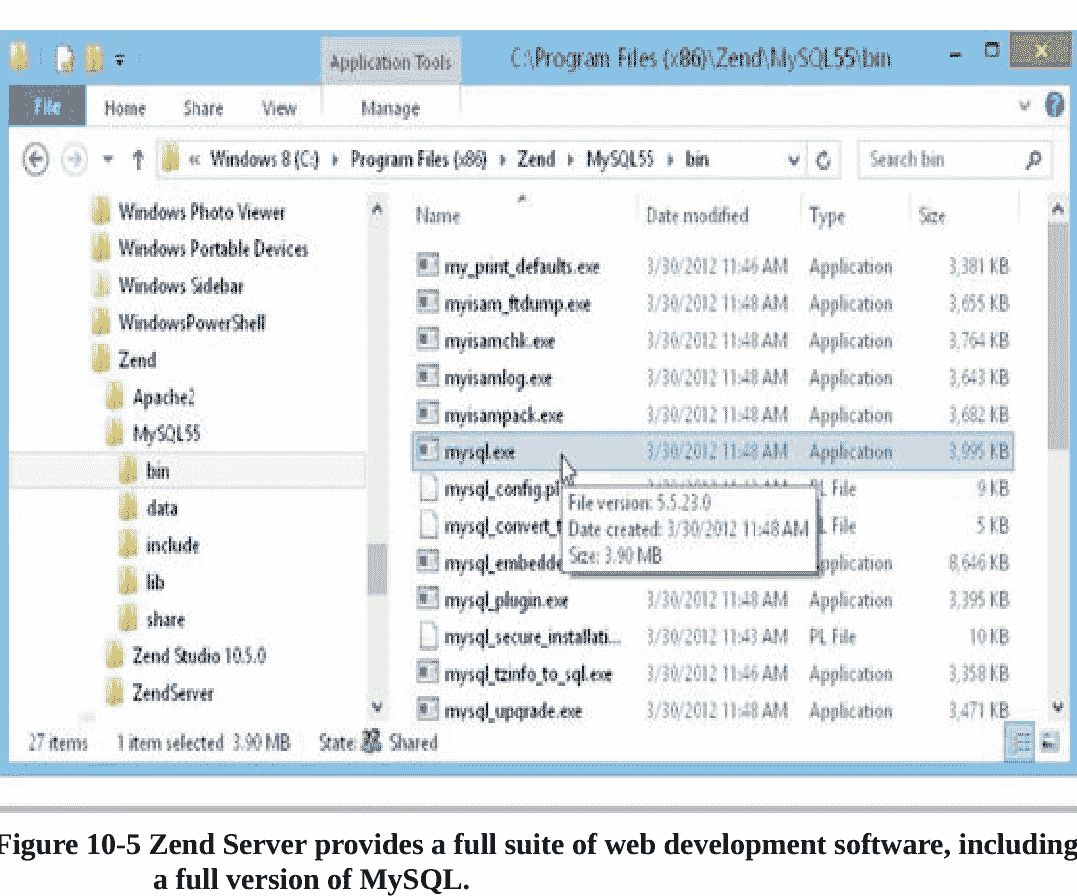 Application Tools C:\Program Files (x86)\Zend\MySQL55\bin
File Home Share View Manage
« Windows 8 (C:) Program Files (x86) Zend MySQL55 bin Search bin
Windows Photo Viewer
Windows Portable Devices
Windows Sidebar
WindowsPowerShell
Zend
Apache2
MySQL55
bin
data
include
lib
share
Zend Studio 10.5.0
ZendServer
Name Date modified Type Size
my_print_defaults.exe 3/30/2012 11:46 AM Application 3,381 KB
myisam_ftdump.exe 3/30/2012 11:48 AM Application 3,655 KB
myisamchk.exe 3/30/2012 11:48 AM Application 3,764 KB
myisamlog.exe 3/30/2012 11:48 AM Application 3,643 KB
myisampack.exe 3/30/2012 11:48 AM Application 3,682 KB
mysql.exe 3/30/2012 11:48 AM Application 3,995 KB
mysql_config.pl L File 9 KB
mysql_convert_t L File 5 KB
mysql_embedde pplication 8,646 KB
File version: 5.5.23.0
Date created: 3/30/2012 11:48 AM
Size: 3.90 MB
mysql_plugin.exe 3/30/2012 11:48 AM Application 3,395 KB
mysql_secure_installati... 3/30/2012 11:43 AM PL File 10 KB
mysql_tzinfo_to_sql.exe 3/30/2012 11:46 AM Application 3,358 KB
mysql_upgrade.exe 3/30/2012 11:48 AM Application 3,471 KB
27 items 1 item selected 3.90 MB State: Shared
Figure 10-5 Zend Server provides a full suite of web development software, including
a full version of MySQL.